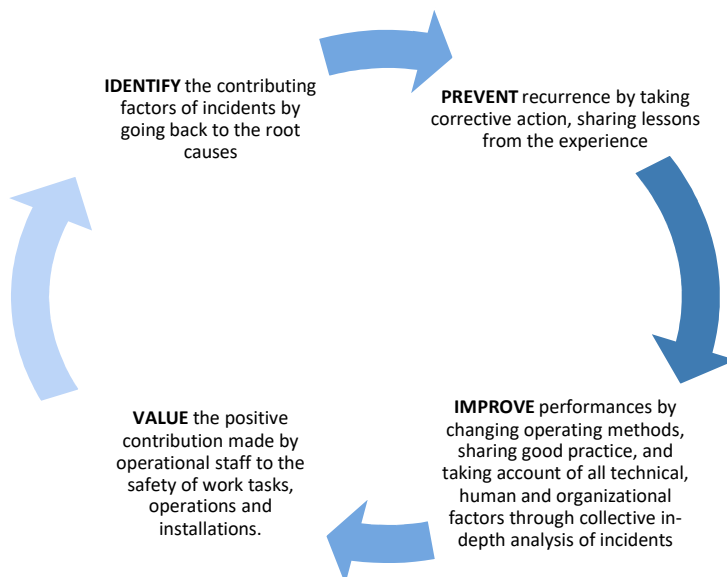 IDENTIFY the contributing
factors of incidents by
going back to the root
causes
PREVENT recurrence by taking
corrective action, sharing lessons
from the experience
IMPROVE performances by
changing operating methods,
sharing good practice, and
taking account of all technical,
human and organizational
factors through collective in-
depth analysis of incidents
VALUE the positive
contribution made by
operational staff to the
safety of work tasks,
operations and
installations.